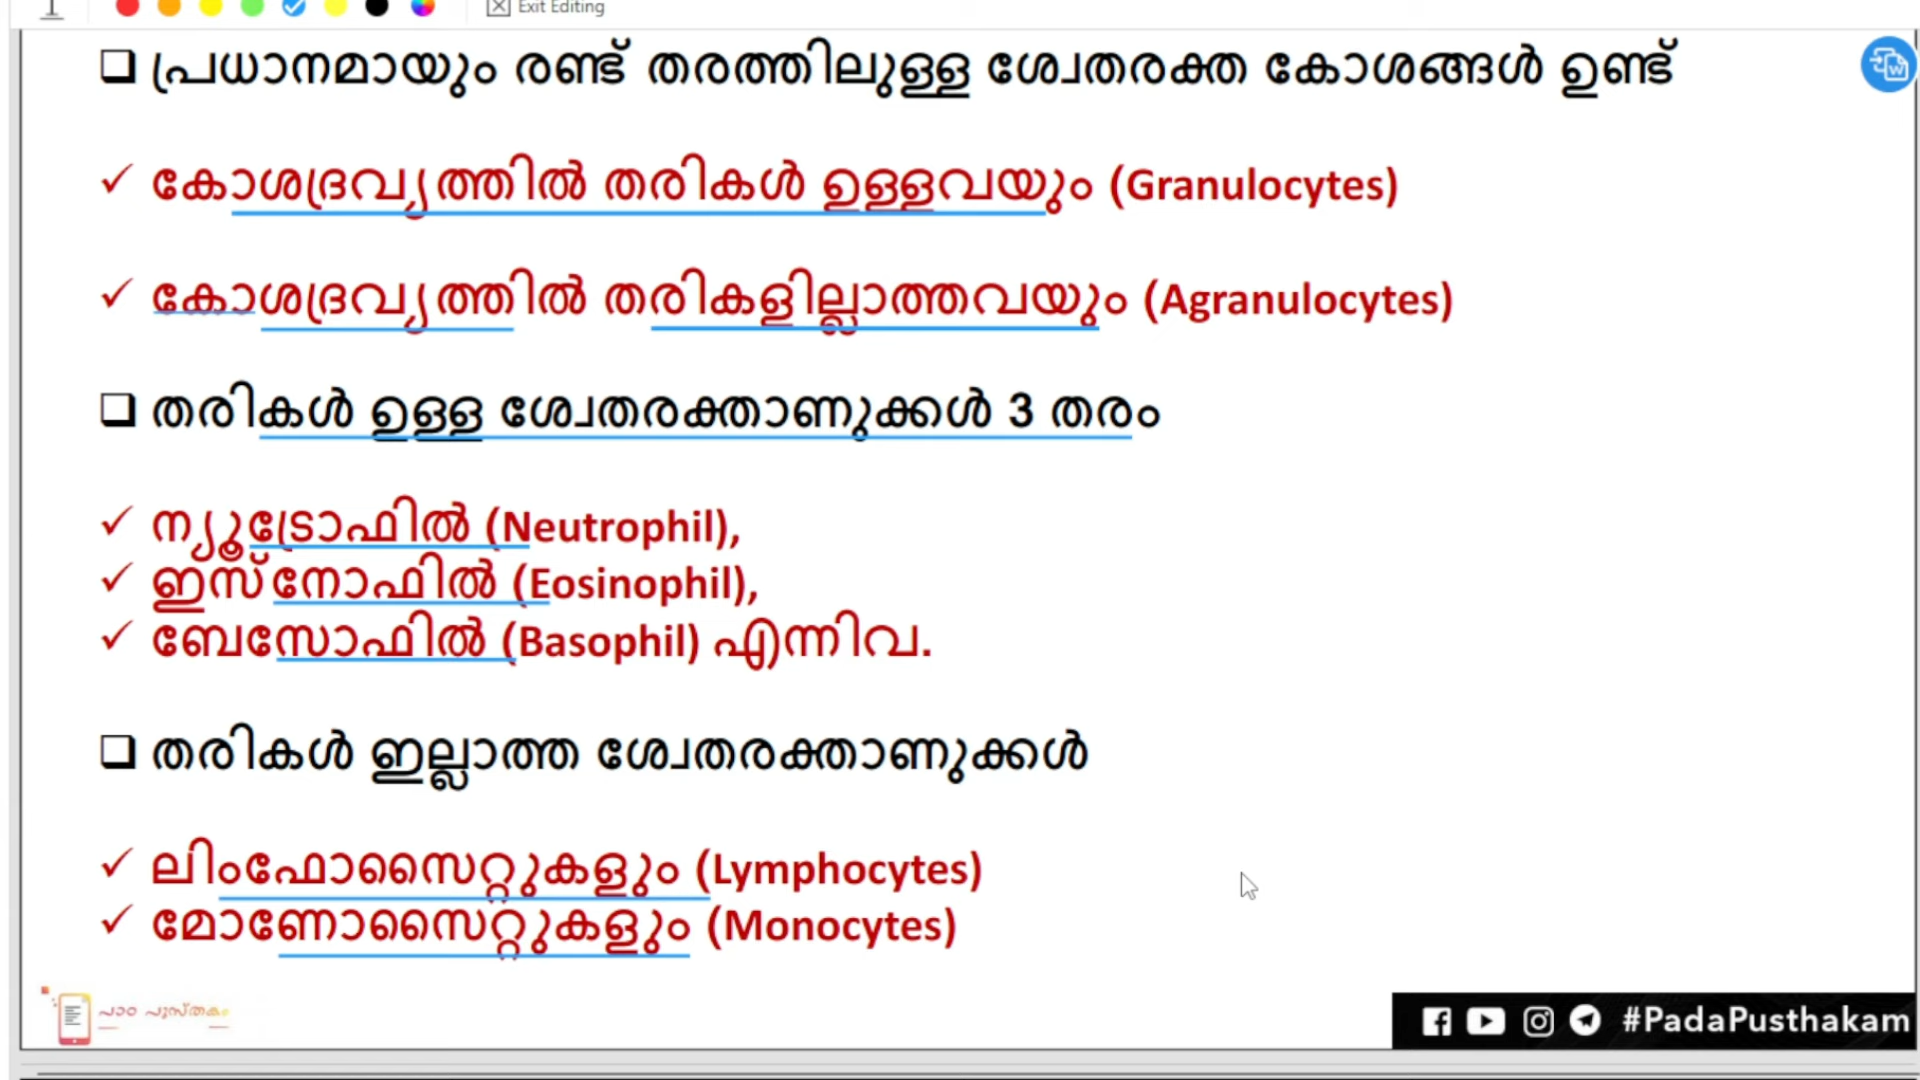 Exit Editing
പ്രധാനമായും രണ്ട് തരത്തിലുള്ള ശ്വേതരക്ത കോശങ്ങൾ ഉണ്ട്
കോശദ്രവ്യത്തിൽ തരികൾ ഉള്ളവയും (Granulocytes)
കോശദ്രവ്യത്തിൽ തരികളില്ലാത്തവയും (Agranulocytes)
തരികൾ ഉള്ള ശ്വേതരക്താണുക്കൾ 3 തരം
ന്യൂട്രോഫിൽ (Neutrophil),
ഇസ്നോഫിൽ (Eosinophil),
ബേസോഫിൽ (Basophil) എന്നിവ.
തരികൾ ഇല്ലാത്ത ശ്വേതരക്താണുക്കൾ
ലിംഫോസൈറ്റുകളും (Lymphocytes)
മോണോസൈറ്റുകളും (Monocytes)
പാഠ പുസ്തകം
#PadaPusthakam